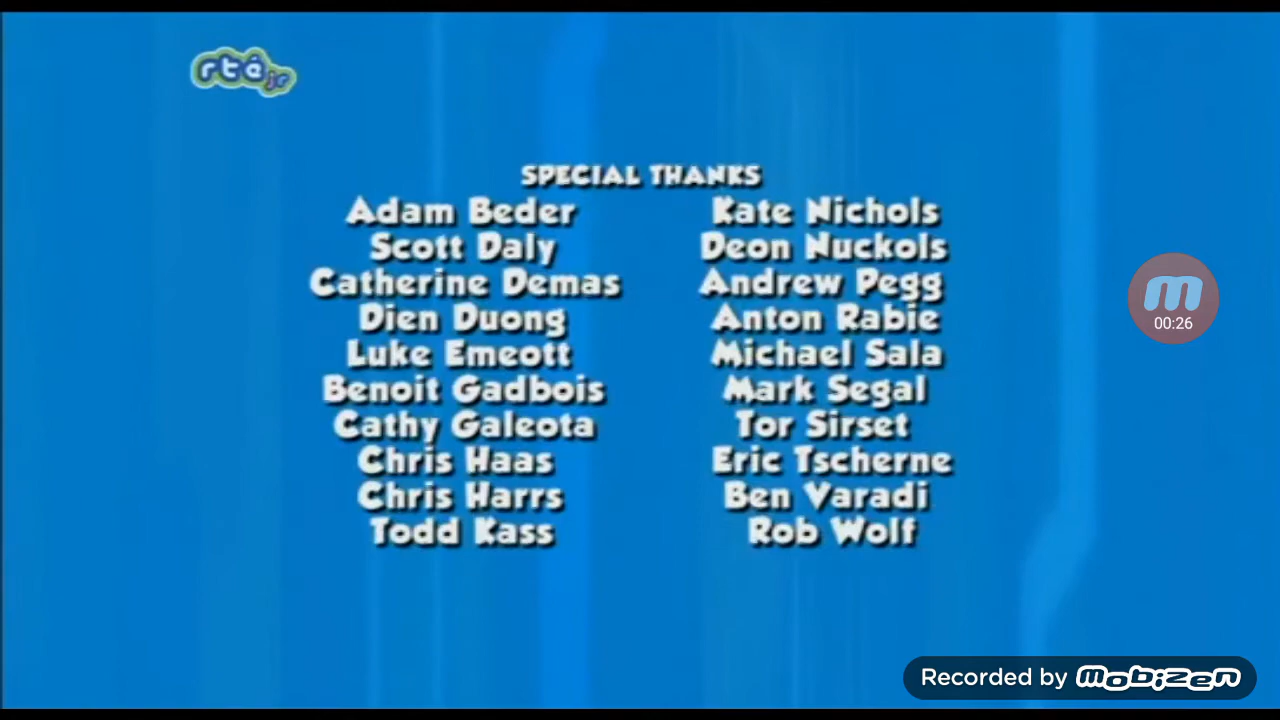 rté jr
SPECIAL THANKS
Adam Beder
Scott Daly
Catherine Demas
Dien Duong
Luke Emeott
Benoit Gadbois
Cathy Galeota
Chris Haas
Chris Harrs
Todd Kass
Kate Nichols
Deon Nuckols
Andrew Pegg
Anton Rabie
Michael Sala
Mark Segal
Tor Sirset
Eric Tscherne
Ben Varadi
Rob Wolf
m
00:26
Recorded by mobizen